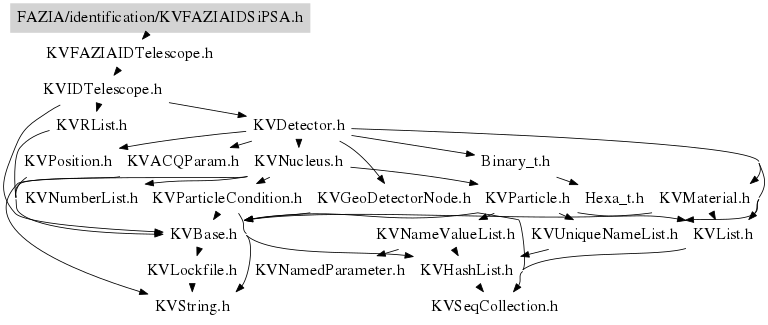 FAZIA/identification/KVFAZIAIDSiPSA.h
KVFAZIAIDTelescope.h
KVIDTelescope.h
KVRList.h
KVDetector.h
KVPosition.h
KVACQParam.h
KVNucleus.h
Binary_t.h
KVNumberList.h
KVParticleCondition.h
KVGeoDetectorNode.h
KVParticle.h
Hexa_t.h
KVMaterial.h
KVBase.h
KVNameValueList.h
KVUniqueNameList.h
KVList.h
KVLockfile.h
KVNamedParameter.h
KVHashList.h
KVString.h
KVSeqCollection.h